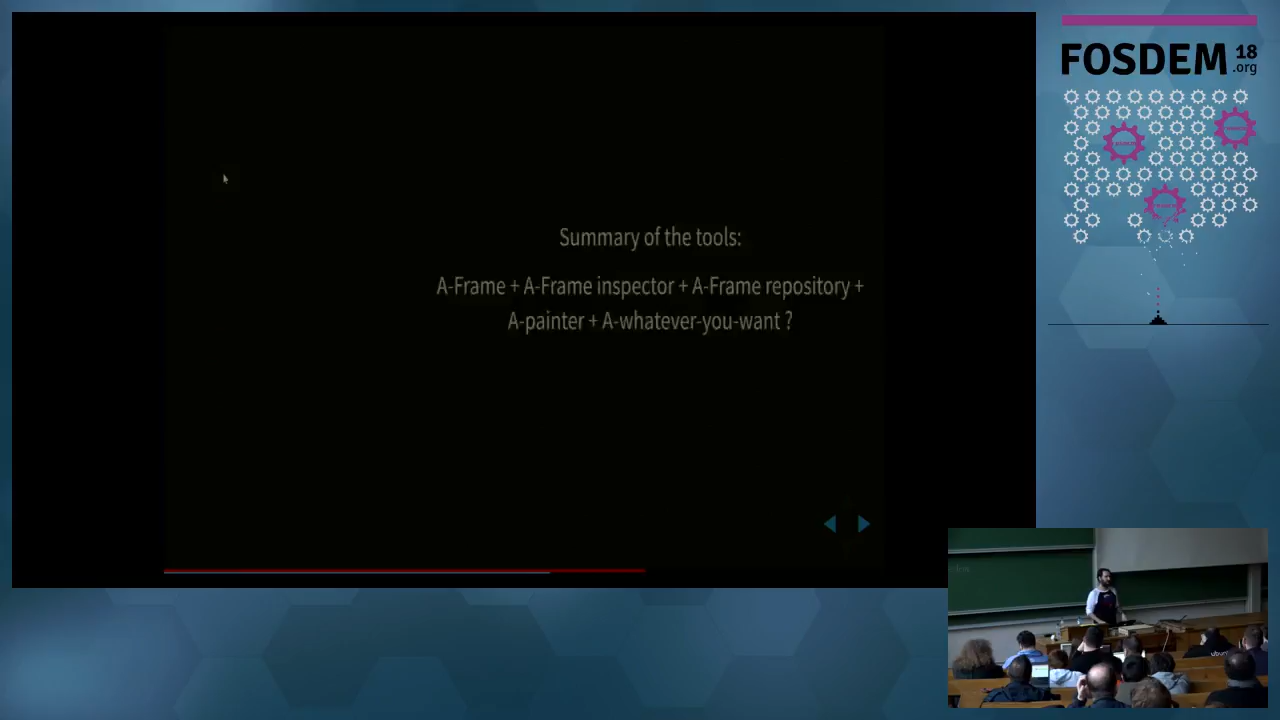 FOSDEM 18
.org
Summary of the tools:
A-Frame + A-Frame inspector + A-Frame repository +
A-painter + A-whatever-you-want ?